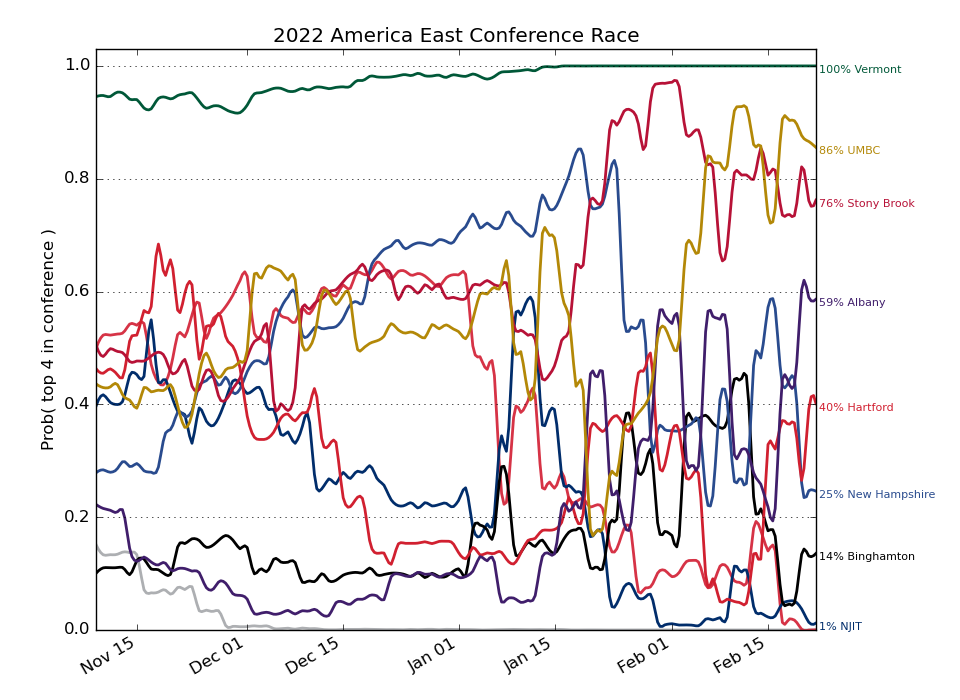 2022 America East Conference Race
Prob( top 4 in conference )
1.0
0.8
0.6
0.4
0.2
0.0
Nov 15
Dec 01
Dec 15
Jan 01
Jan 15
Feb 01
Feb 15
100% Vermont
86% UMBC
76% Stony Brook
59% Albany
40% Hartford
25% New Hampshire
14% Binghamton
1% NJIT